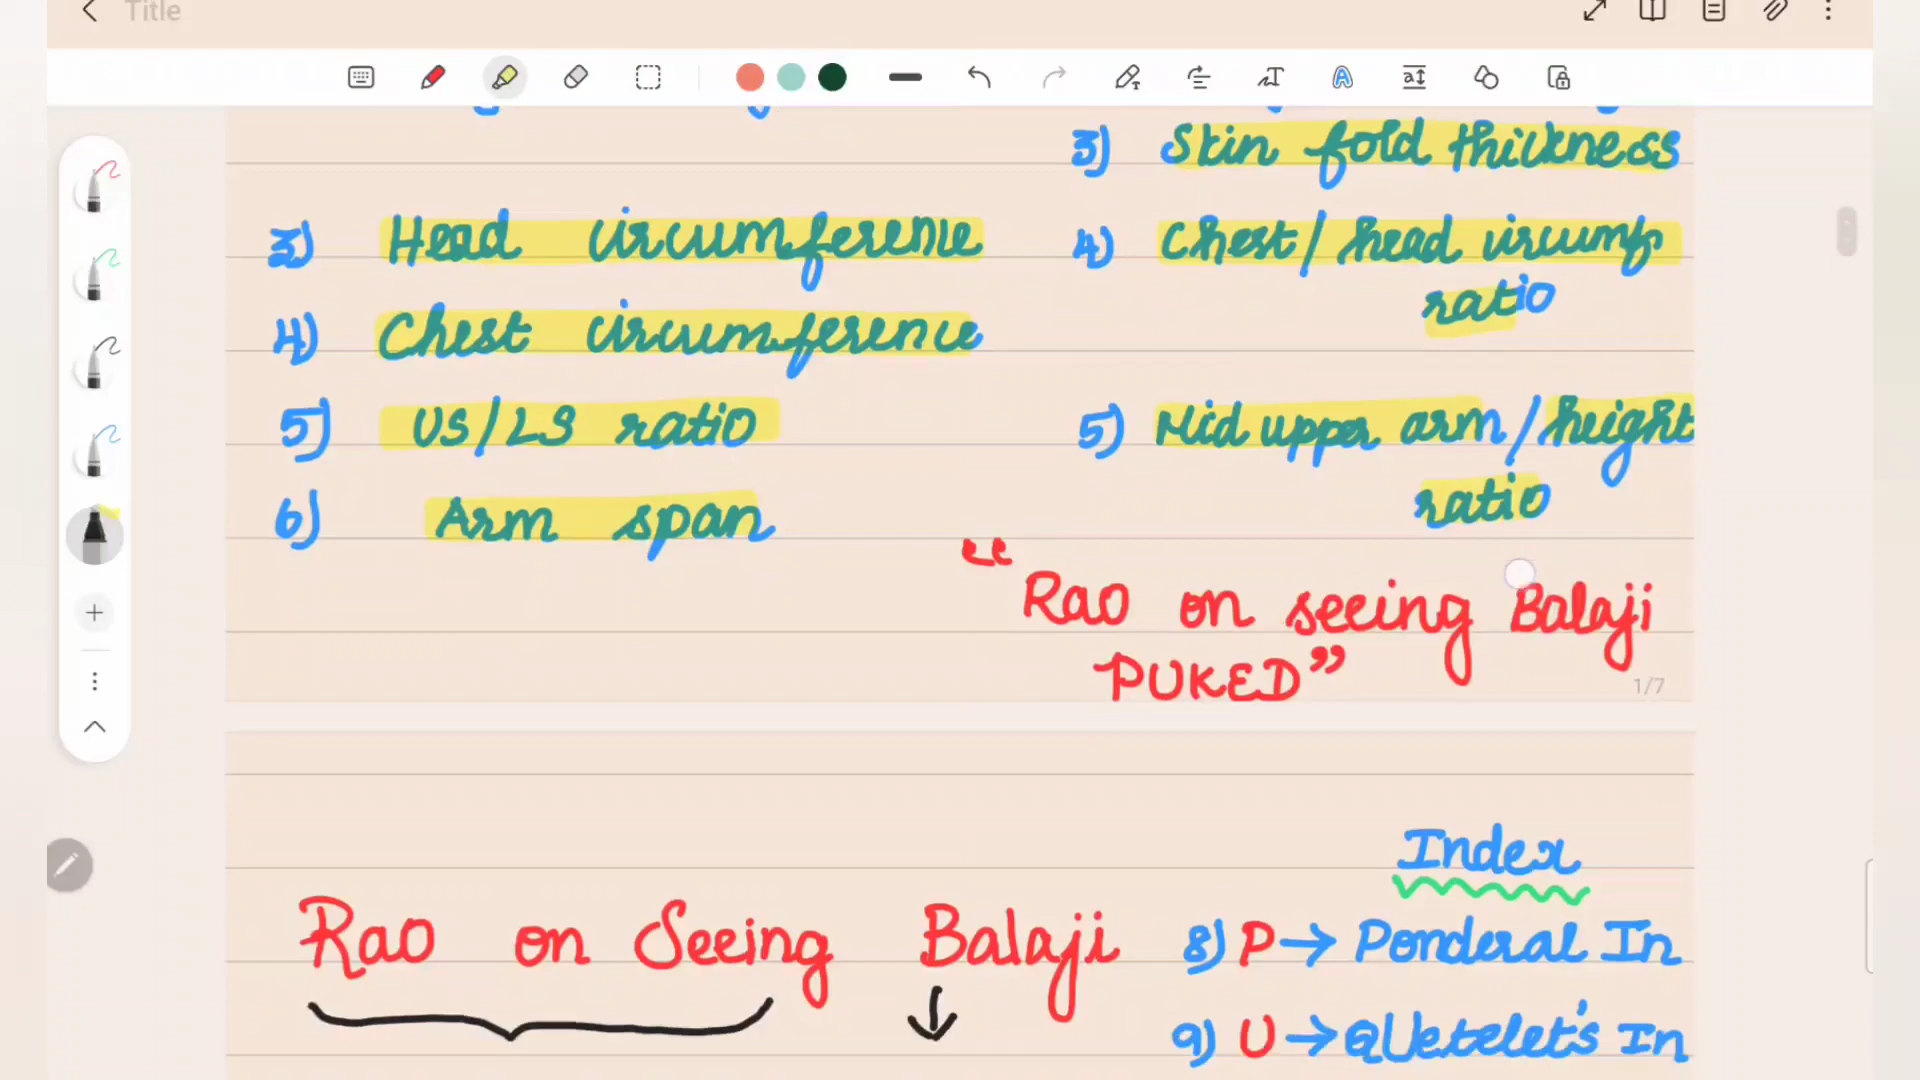 Title
3) Skin fold thickness
3) Head circumference
4) Chest/head circumf
ratio
4) Chest circumference
5) US/LS ratio
5) Mid upper arm/height
ratio
6) Arm span
"Rao on seeing Balaji
PUKED"
1/7
Index
Rao on Seeing Balaji
8) P→ Ponderal In
9) U→ QUetelet's In